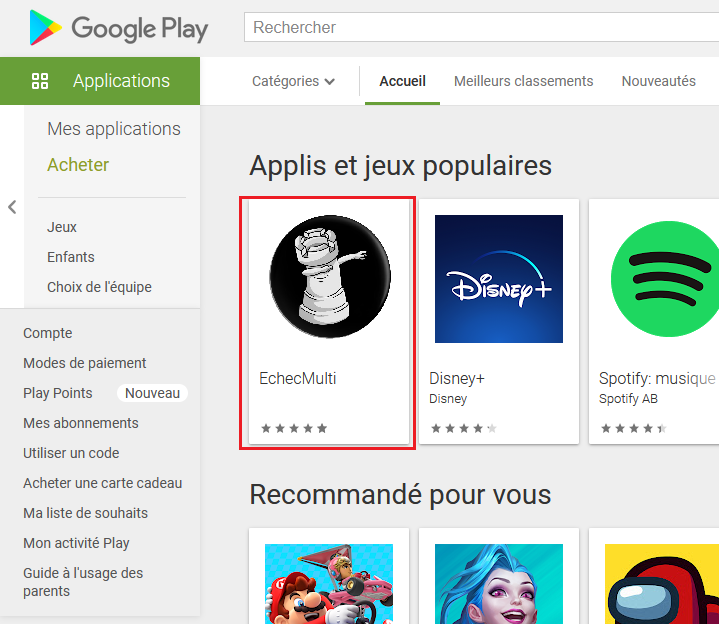 Google Play
Rechercher
Applications
Catégories
Accueil
Meilleurs classements
Nouveautés
Mes applications
Acheter
Jeux
Enfants
Choix de l'équipe
Compte
Modes de paiement
Play Points Nouveau
Mes abonnements
Utiliser un code
Acheter une carte cadeau
Ma liste de souhaits
Mon activité Play
Guide à l'usage des
parents
Applis et jeux populaires
Disney+
EchecMulti
Disney+
Disney
Spotify: musique
Spotify AB
Recommandé pour vous